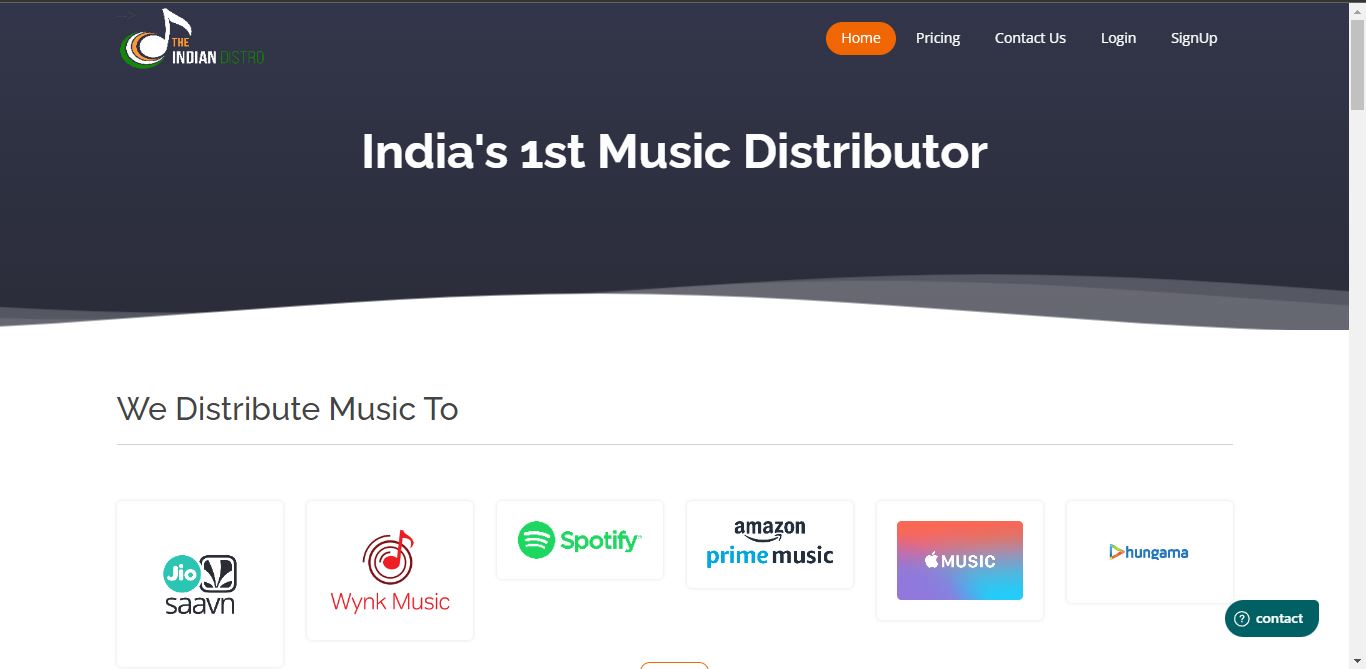 -->
THE
INDIAN DISTRO
Home
Pricing
Contact Us
Login
SignUp
India's 1st Music Distributor
We Distribute Music To
Jio
saavn
Wynk Music
Spotify
amazon
prime music
MUSIC
hungama
? contact